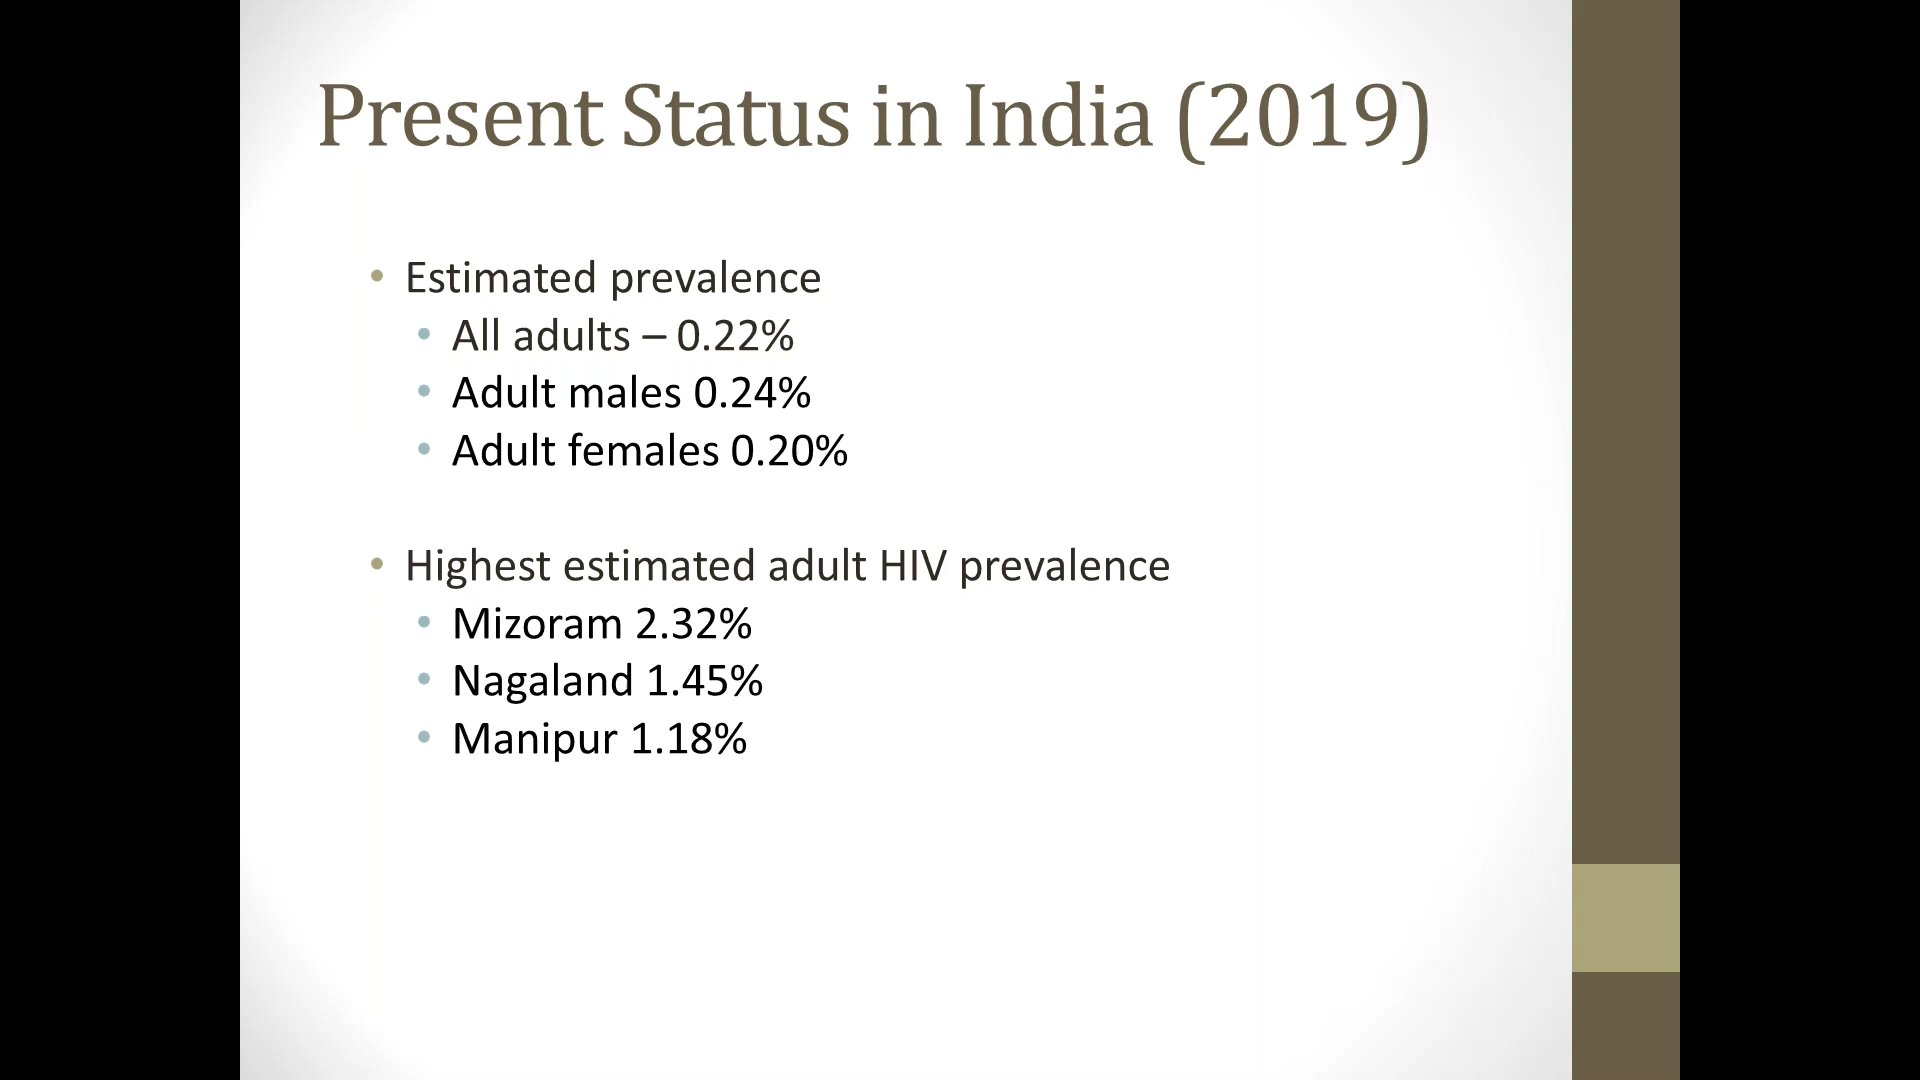 Present Status in India (2019)
• Estimated prevalence
• All adults – 0.22%
• Adult males 0.24%
• Adult females 0.20%
• Highest estimated adult HIV prevalence
• Mizoram 2.32%
• Nagaland 1.45%
• Manipur 1.18%